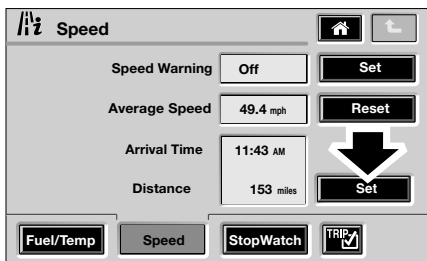 i Speed
Speed Warning Off Set
Average Speed 49.4 mph Reset
Arrival Time 11:43 AM
Distance 153 miles Set
Fuel/Temp Speed StopWatch TRIP